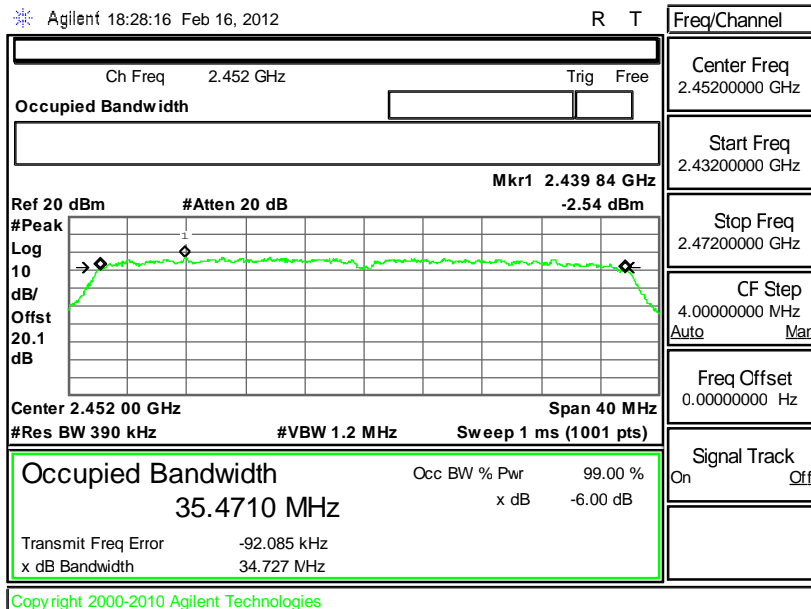 Agilent 18:28:16 Feb 16, 2012 R T
Ch Freq 2.452 GHz Trig Free
Occupied Bandwidth
Mkr1 2.439 84 GHz
Ref 20 dBm #Atten 20 dB -2.54 dBm
#Peak
Log
10
dB/
Offst
20.1
dB
1
Center 2.452 00 GHz Span 40 MHz
#Res BW 390 kHz #VBW 1.2 MHz Sweep 1 ms (1001 pts)
Occupied Bandwidth
35.4710 MHz
Occ BW % Pwr 99.00 %
x dB -6.00 dB
Transmit Freq Error -92.085 kHz
x dB Bandwidth 34.727 MHz
Copyright 2000-2010 Agilent Technologies
Freq/Channel
Center Freq
2.45200000 GHz
Start Freq
2.43200000 GHz
Stop Freq
2.47200000 GHz
CF Step
4.00000000 MHz
Auto Man
Freq Offset
0.00000000 Hz
Signal Track
On Off